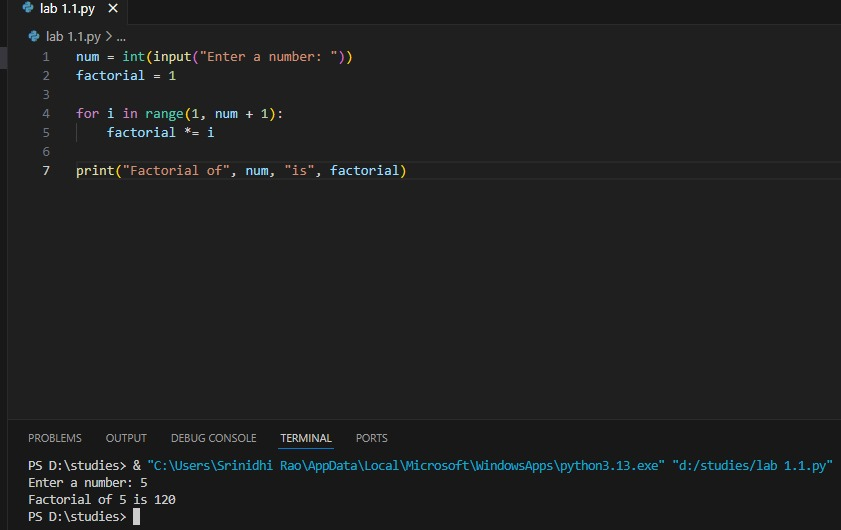 lab 1.1.py ×
lab 1.1.py > ...
1 num = int(input("Enter a number: "))
2 factorial = 1
3
4 for i in range(1, num + 1):
5     factorial *= i
6
7 print("Factorial of", num, "is", factorial)
PROBLEMS OUTPUT DEBUG CONSOLE TERMINAL PORTS
PS D:\studies> & "C:\Users\Srinidhi Rao\AppData\Local\Microsoft\WindowsApps\python3.13.exe" "d:/studies/lab 1.1.py"
Enter a number: 5
Factorial of 5 is 120
PS D:\studies>